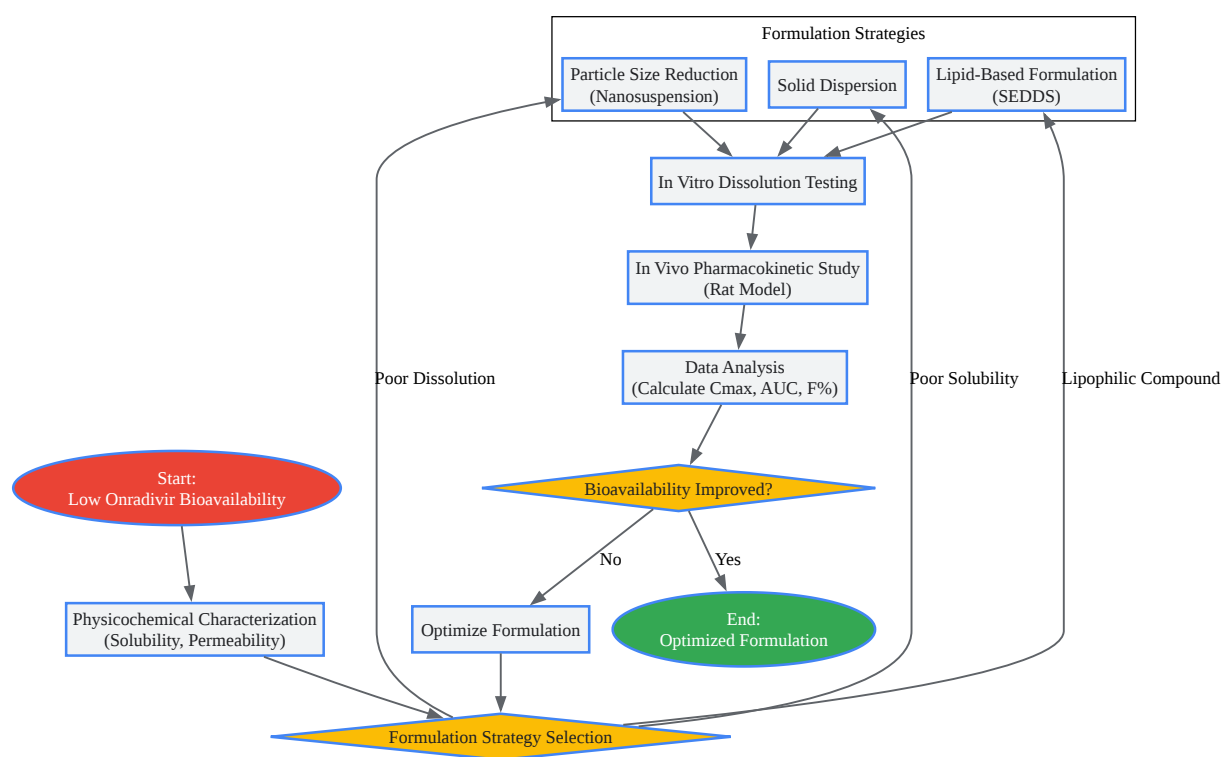 Formulation Strategies
Particle Size Reduction
(Nanosuspension)
Solid Dispersion
Lipid-Based Formulation
(SEDDS)
In Vitro Dissolution Testing
In Vivo Pharmacokinetic Study
(Rat Model)
Data Analysis
(Calculate Cmax, AUC, F%)
Poor Dissolution
Poor Solubility
Lipophilic Compound
Start:
Low Onradivir Bioavailability
Bioavailability Improved?
No
Yes
Physicochemical Characterization
(Solubility, Permeability)
Optimize Formulation
End:
Optimized Formulation
Formulation Strategy Selection